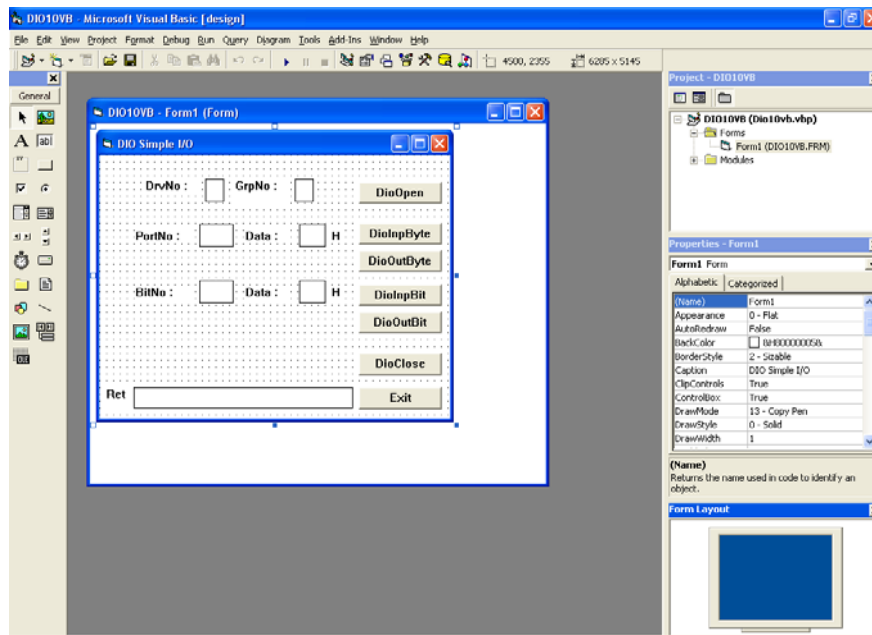 DIO10VB - Microsoft Visual Basic [design]
File Edit View Project Format Debug Run Query Diagram Tools Add-Ins Window Help
4500, 2355 6285 x 5145
General
DIO10VB - Form1 (Form)
DIO Simple I/O
DrvNo : GrpNo : DioOpen
PortNo : Data : H DioInpByte
DioOutByte
BitNo : Data : H DioInpBit
DioOutBit
DioClose
Ret Exit
Project - DIO10VB
DIO10VB (Dio10vb.vbp)
Forms
Form1 (DIO10VB.FRM)
Modules
Properties - Form1
Form1 Form
Alphabetic Categorized
(Name) Form1
Appearance 0 - Flat
AutoRedraw False
BackColor &H80000005&
BorderStyle 2 - Sizable
Caption DIO Simple I/O
ClipControls True
ControlBox True
DrawMode 13 - Copy Pen
DrawStyle 0 - Solid
DrawWidth 1
(Name)
Returns the name used in code to identify an
object.
Form Layout